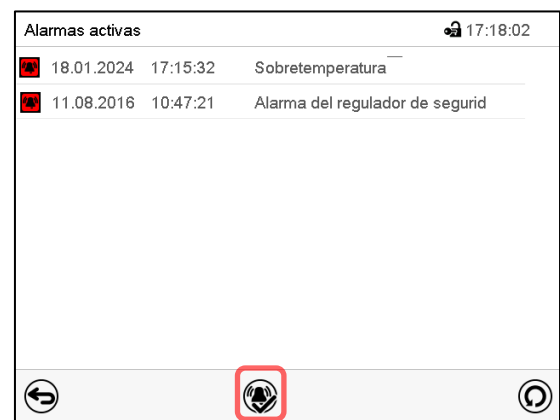 Alarmas activas 17:18:02
18.01.2024 17:15:32 Sobretemperatura
11.08.2016 10:47:21 Alarma del regulador de segurid